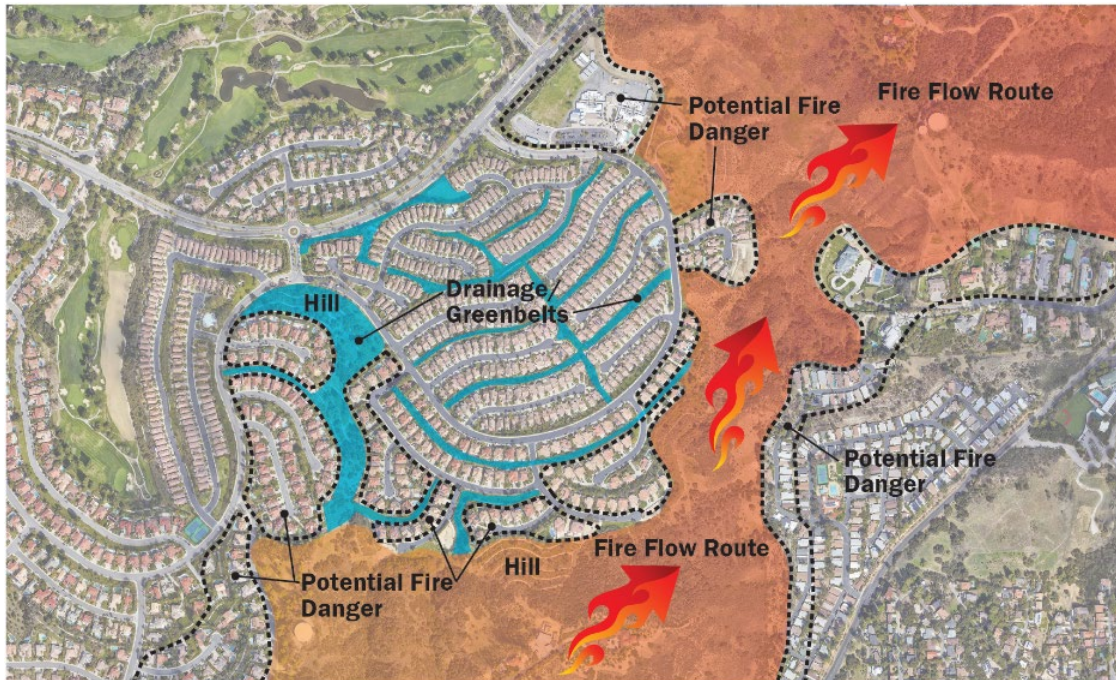 Potential Fire
Danger
Fire Flow Route
Hill
Drainage
Greenbelts
Potential Fire
Danger
Fire Flow Route
Hill
Potential Fire
Danger